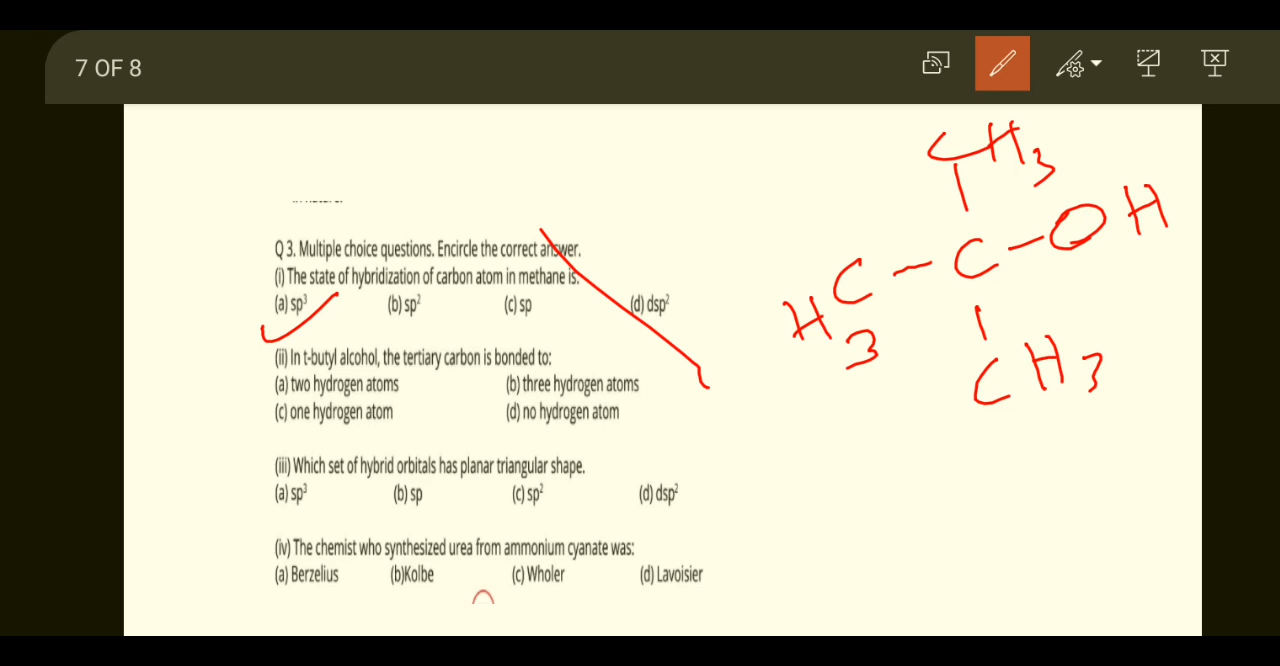 7 OF 8
Q 3. Multiple choice questions. Encircle the correct answer.
(i) The state of hybridization of carbon atom in methane is:
(a) sp³ (b) sp² (c) sp (d) dsp²
(ii) In t-butyl alcohol, the tertiary carbon is bonded to:
(a) two hydrogen atoms (b) three hydrogen atoms
(c) one hydrogen atom (d) no hydrogen atom
(iii) Which set of hybrid orbitals has planar triangular shape.
(a) sp³ (b) sp (c) sp² (d) dsp²
(iv) The chemist who synthesized urea from ammonium cyanate was:
(a) Berzelius (b)Kolbe (c) Wholer (d) Lavoisier
CH3
H3C - C - OH
CH3